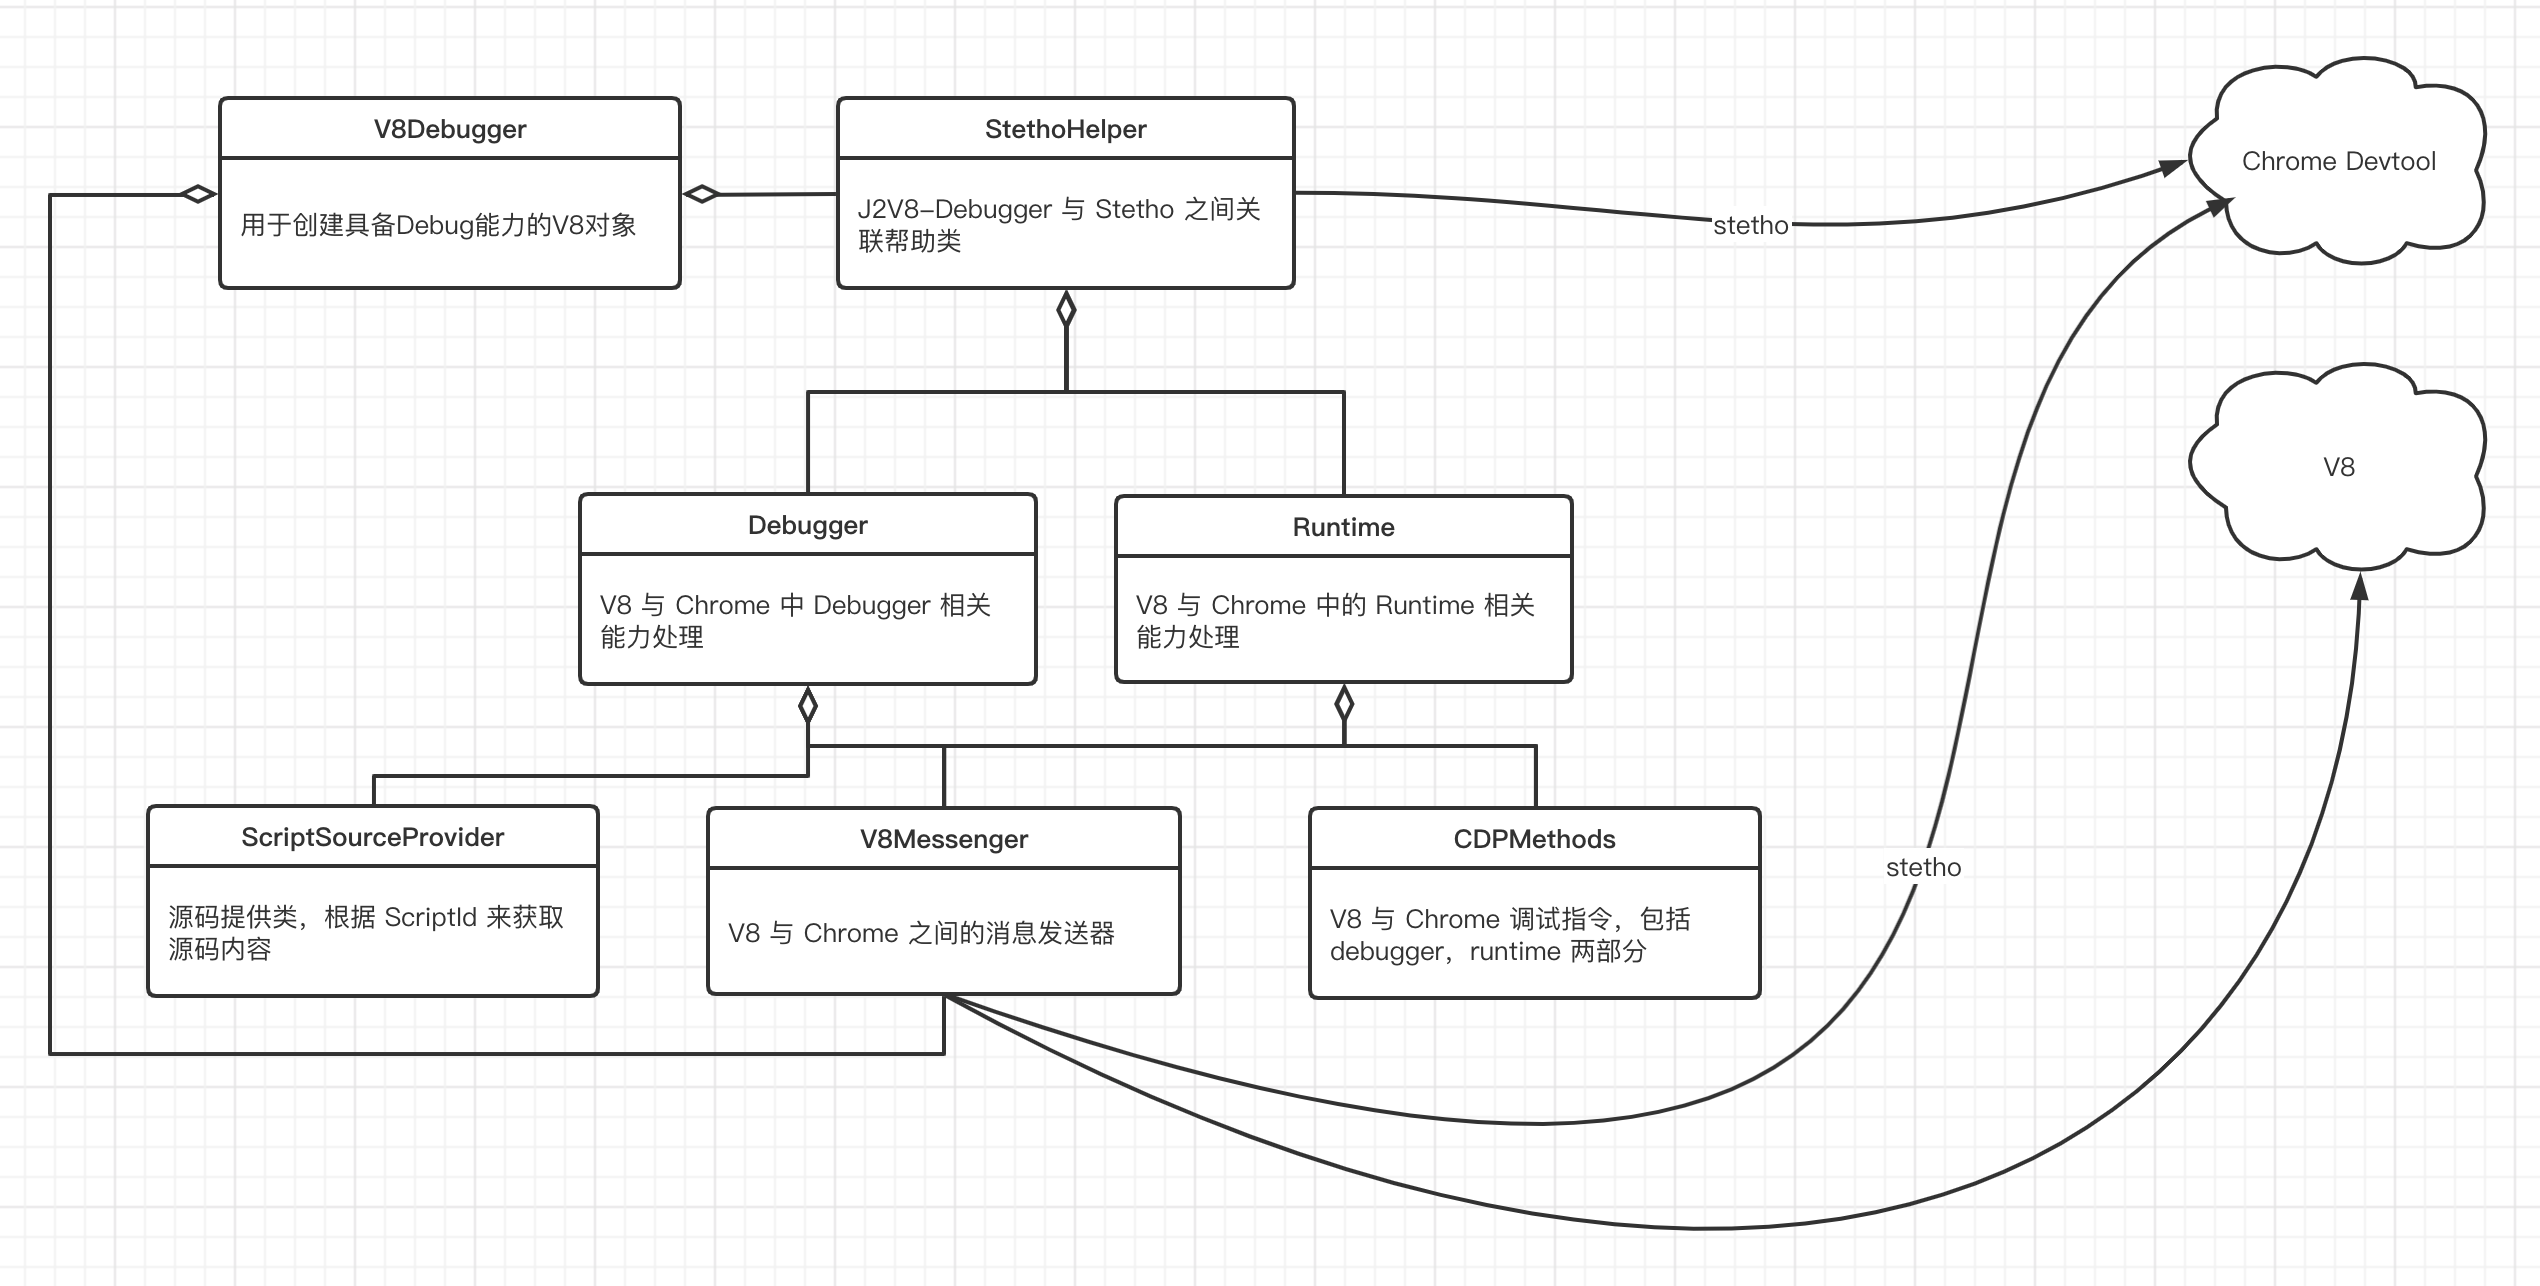 V8Debugger
用于创建具备Debug能力的V8对象
StethoHelper
J2V8-Debugger 与 Stetho 之间关
联帮助类
stetho
Chrome Devtool
V8
Debugger
V8 与 Chrome 中 Debugger 相关
能力处理
Runtime
V8 与 Chrome 中的 Runtime 相关
能力处理
ScriptSourceProvider
源码提供类，根据 ScriptId 来获取
源码内容
V8Messenger
V8 与 Chrome 之间的消息发送器
CDPMethods
V8 与 Chrome 调试指令，包括
debugger，runtime 两部分
stetho